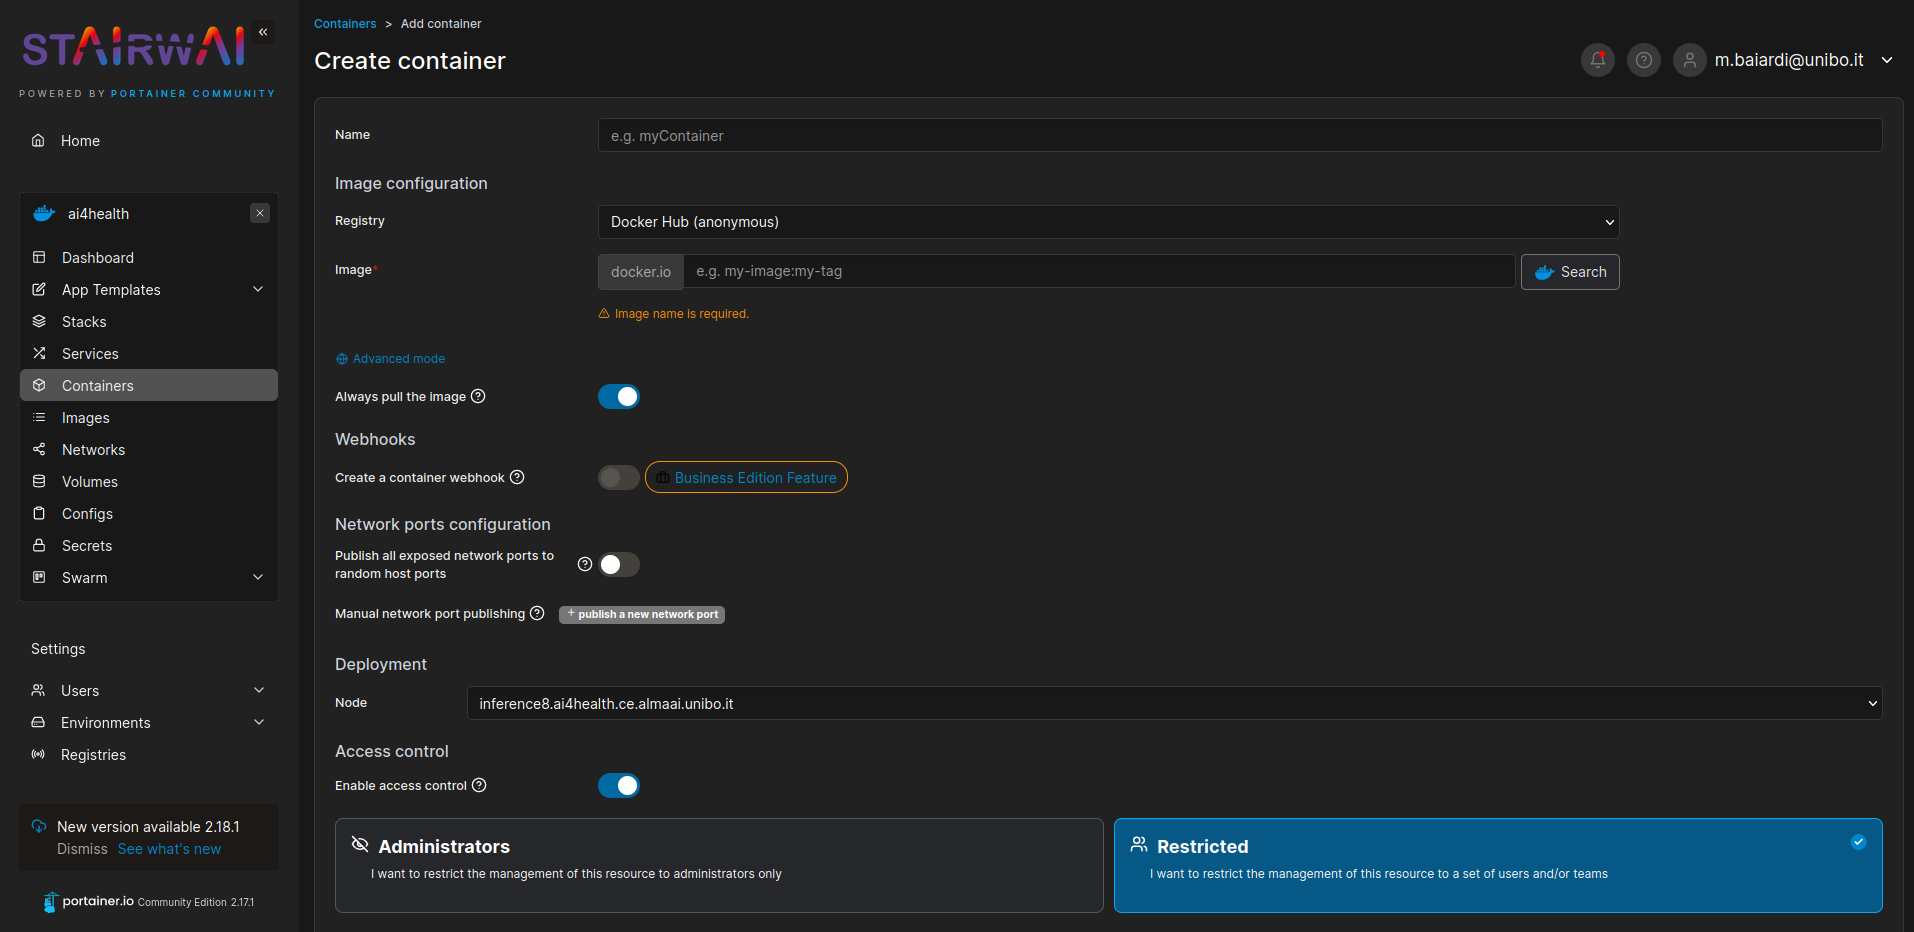 STAIRWAI
«
POWERED BY PORTAINER COMMUNITY
Home
ai4health
Dashboard
App Templates
Stacks
Services
Containers
Images
Networks
Volumes
Configs
Secrets
Swarm
Settings
Users
Environments
Registries
New version available 2.18.1
Dismiss See what's new
portainer.io Community Edition 2.17.1
Containers > Add container
Create container
m.baiardi@unibo.it
Name
e.g. myContainer
Image configuration
Registry
Docker Hub (anonymous)
Image*
docker.io
e.g. my-image:my-tag
Search
Image name is required.
Advanced mode
Always pull the image
Webhooks
Create a container webhook
Business Edition Feature
Network ports configuration
Publish all exposed network ports to
random host ports
Manual network port publishing
+ publish a new network port
Deployment
Node
inference8.ai4health.ce.almaai.unibo.it
Access control
Enable access control
Administrators
I want to restrict the management of this resource to administrators only
Restricted
I want to restrict the management of this resource to a set of users and/or teams